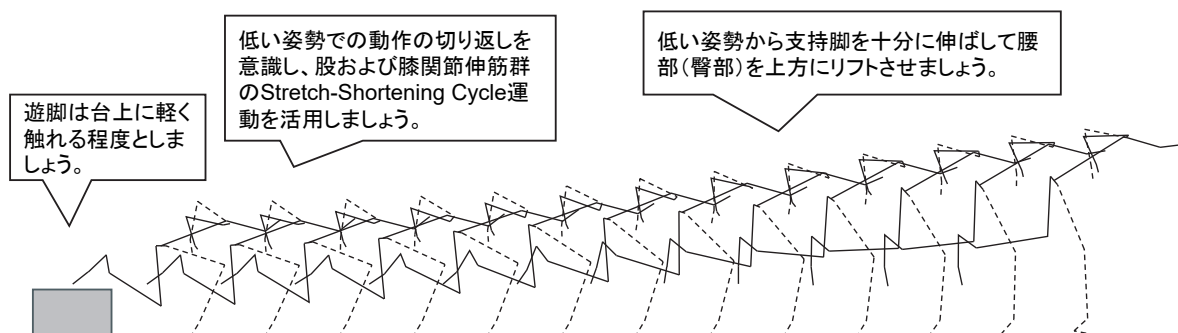 遊脚は台上に軽く
触れる程度としま
しょう。
低い姿勢での動作の切り返しを
意識し、股および膝関節伸筋群
のStretch-Shortening Cycle運
動を活用しましょう。
低い姿勢から支持脚を十分に伸ばして腰
部（臀部）を上方にリフトさせましょう。